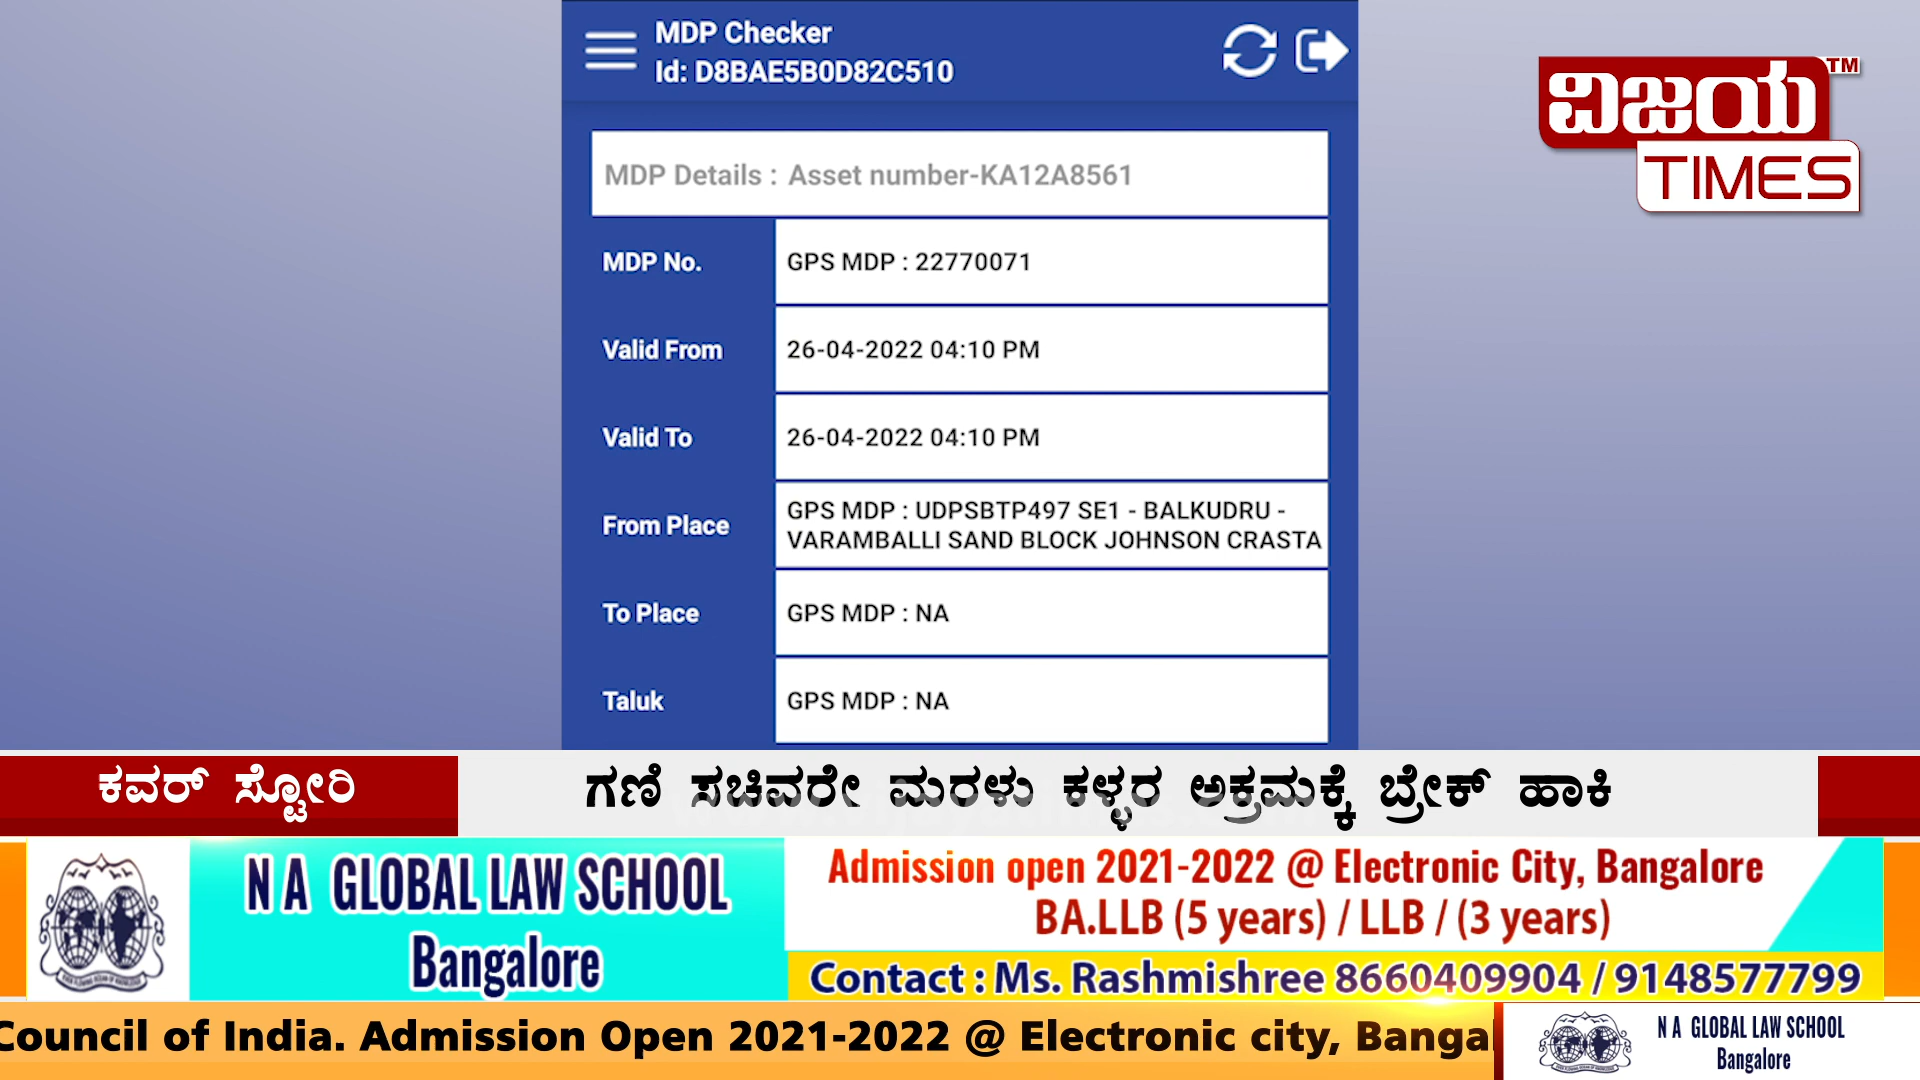 MDP Checker
Id: D8BAE5B0D82C510
ವಿಜಯ TM
TIMES
MDP Details : Asset number-KA12A8561
MDP No. GPS MDP : 22770071
Valid From 26-04-2022 04:10 PM
Valid To 26-04-2022 04:10 PM
From Place GPS MDP : UDPSBTP497 SE1 - BALKUDRU -
VARAMBALLI SAND BLOCK JOHNSON CRASTA
To Place GPS MDP : NA
Taluk GPS MDP : NA
ಕವರ್ ಸ್ಟೋರಿ ಗಣಿ ಸಚಿವರೇ ಮರಳು ಕಳ್ಳರ ಅಕ್ರಮಕ್ಕೆ ಬ್ರೇಕ್ ಹಾಕಿ
N A GLOBAL LAW SCHOOL
Bangalore
Admission open 2021-2022 @ Electronic City, Bangalore
BA.LLB (5 years) / LLB / (3 years)
Contact : Ms. Rashmishree 8660409904 / 9148577799
Council of India. Admission Open 2021-2022 @ Electronic city, Banga
N A GLOBAL LAW SCHOOL
Bangalore